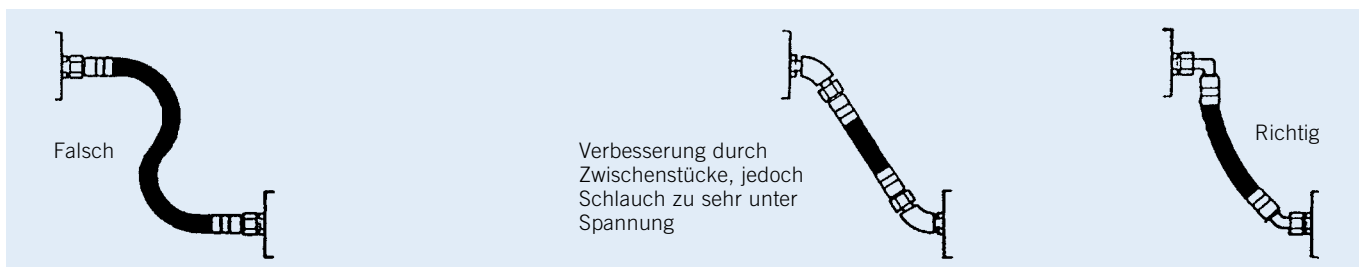 Falsch
Verbesserung durch
Zwischenstücke, jedoch
Schlauch zu sehr unter
Spannung
Richtig